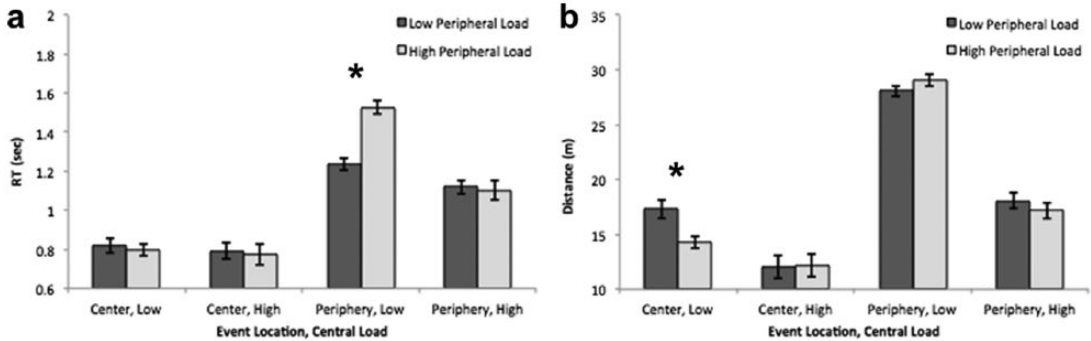 a
2
1.8
1.6
1.4
1.2
1
0.8
0.6
RT (sec)
Low Peripheral Load
High Peripheral Load
*
Center, Low
Center, High
Periphery, Low
Periphery, High
Event Location, Central Load
b
35
30
25
20
15
10
Distance (m)
Low Peripheral Load
High Peripheral Load
*
Center, Low
Center, High
Periphery, Low
Periphery, High
Event Location, Central Load